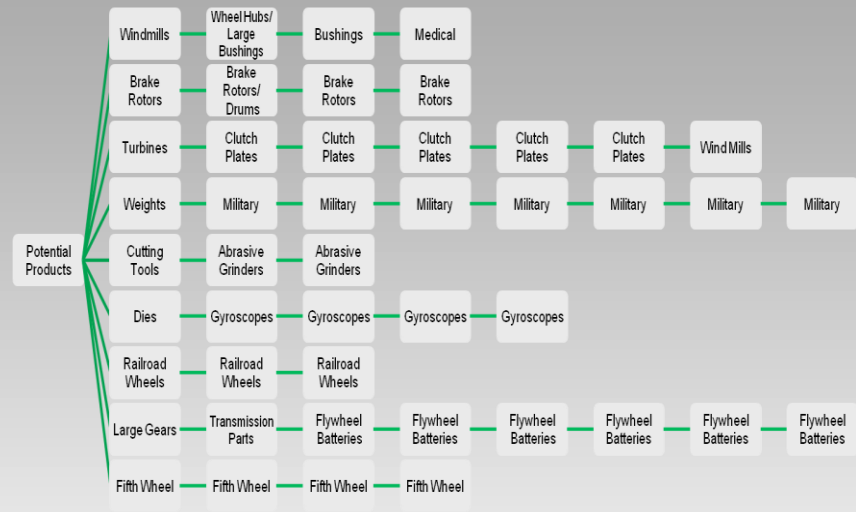 Windmills
Wheel Hubs/
Large
Bushings
Bushings
Medical
Brake
Rotors
Brake
Rotors/
Drums
Brake
Rotors
Brake
Rotors
Turbines
Clutch
Plates
Clutch
Plates
Clutch
Plates
Clutch
Plates
Clutch
Plates
Wind Mills
Weights
Military
Military
Military
Military
Military
Military
Military
Potential
Products
Cutting
Tools
Abrasive
Grinders
Abrasive
Grinders
Dies
Gyroscopes
Gyroscopes
Gyroscopes
Gyroscopes
Railroad
Wheels
Railroad
Wheels
Railroad
Wheels
Large Gears
Transmission
Parts
Flywheel
Batteries
Flywheel
Batteries
Flywheel
Batteries
Flywheel
Batteries
Flywheel
Batteries
Flywheel
Batteries
Fifth Wheel
Fifth Wheel
Fifth Wheel
Fifth Wheel